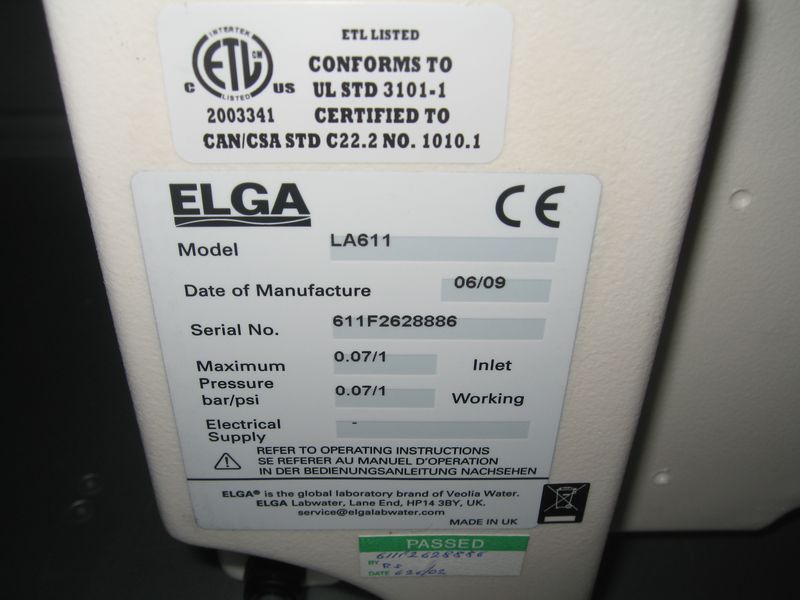 INTERTEK
ETL CM
LISTED
C US
2003341
ETL LISTED
CONFORMS TO
UL STD 3101-1
CERTIFIED TO
CAN/CSA STD C22.2 NO. 1010.1
ELGA CE
Model LA611
Date of Manufacture 06/09
Serial No. 611F2628886
Maximum 0.07/1 Inlet
Pressure
bar/psi 0.07/1 Working
Electrical -
Supply
REFER TO OPERATING INSTRUCTIONS
SE REFERER AU MANUEL D'OPERATION
IN DER BEDIENUNGSANLEITUNG NACHSEHEN
ELGA® is the global laboratory brand of Veolia Water.
ELGA Labwater, Lane End, HP14 3BY, UK.
service@elgalabwater.com
MADE IN UK
PASSED
611F2628886
BY
DATE